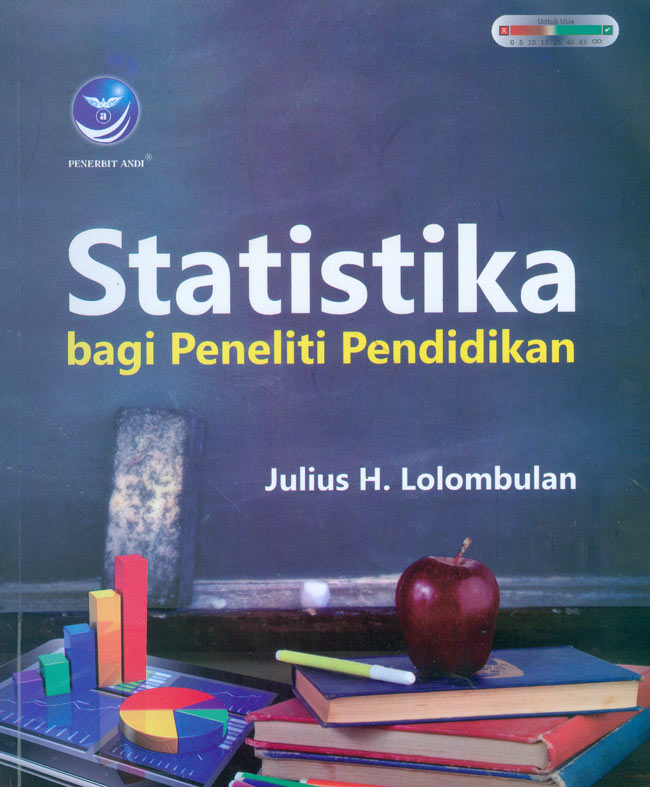 Untuk Usia
0 5 10 15 25 40 65 ∞
a
PENERBIT ANDI®
Statistika
bagi Peneliti Pendidikan
Julius H. Lolombulan